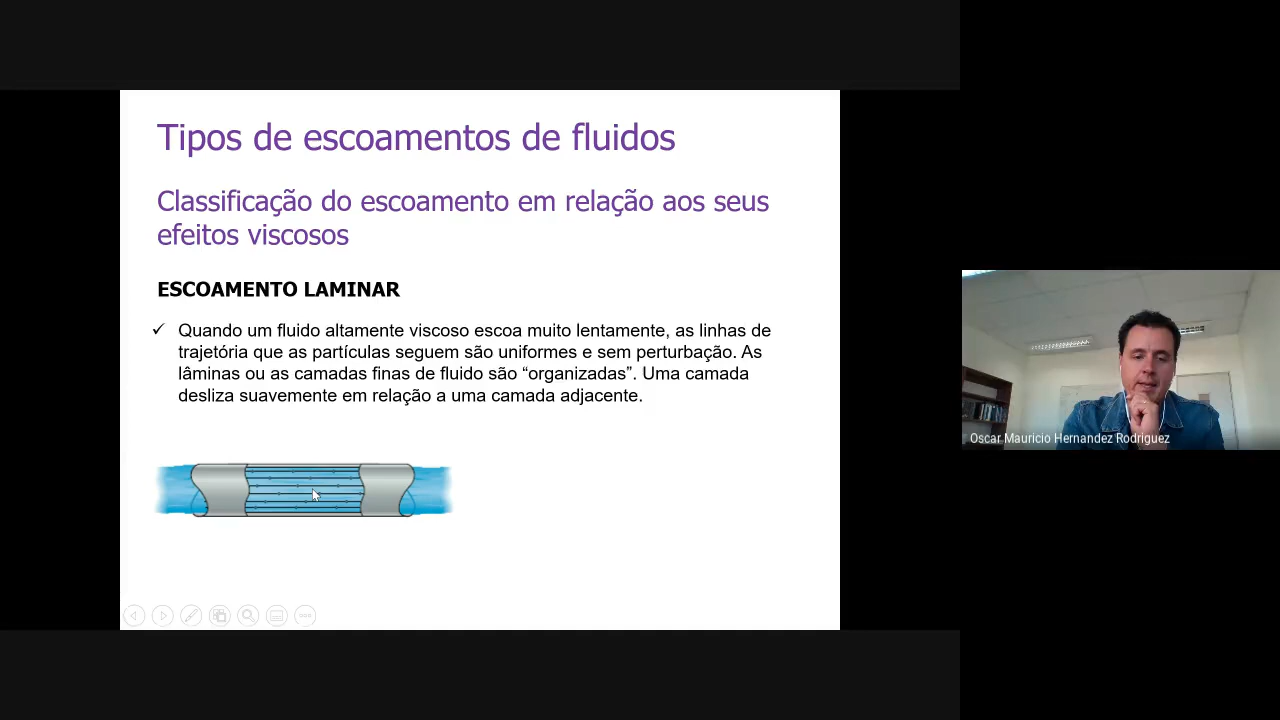 Tipos de escoamentos de fluidos
Classificação do escoamento em relação aos seus
efeitos viscosos
ESCOAMENTO LAMINAR
✓ Quando um fluido altamente viscoso escoa muito lentamente, as linhas de
trajetória que as partículas seguem são uniformes e sem perturbação. As
lâminas ou as camadas finas de fluido são “organizadas”. Uma camada
desliza suavemente em relação a uma camada adjacente.
Oscar Mauricio Hernandez Rodriguez